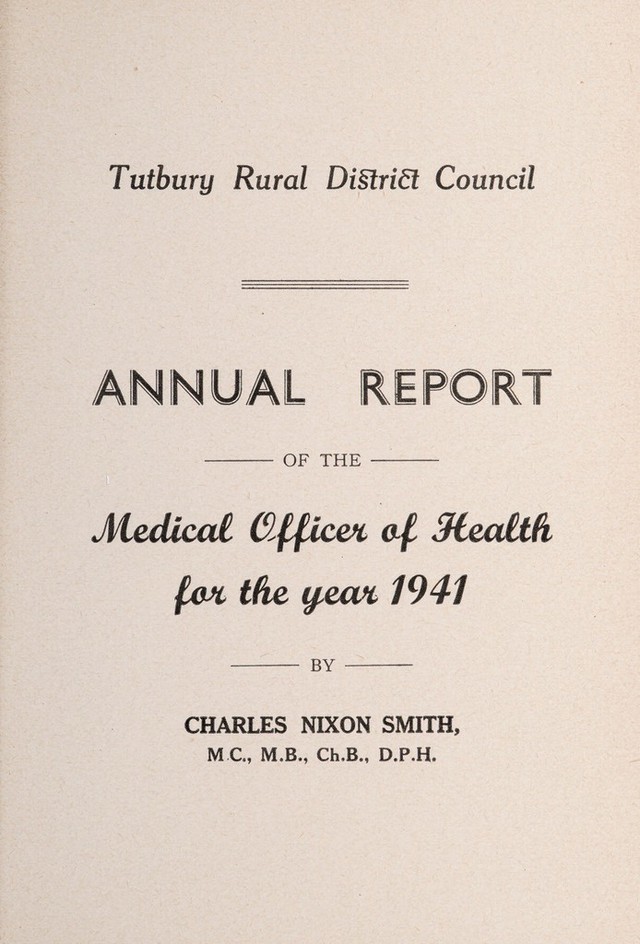 Tutbury Rural District Council
ANNUAL REPORT
OF THE
Medical Officer of Health
for the year 1941
BY
CHARLES NIXON SMITH,
M.C., M.B., Ch.B., D.P.H.